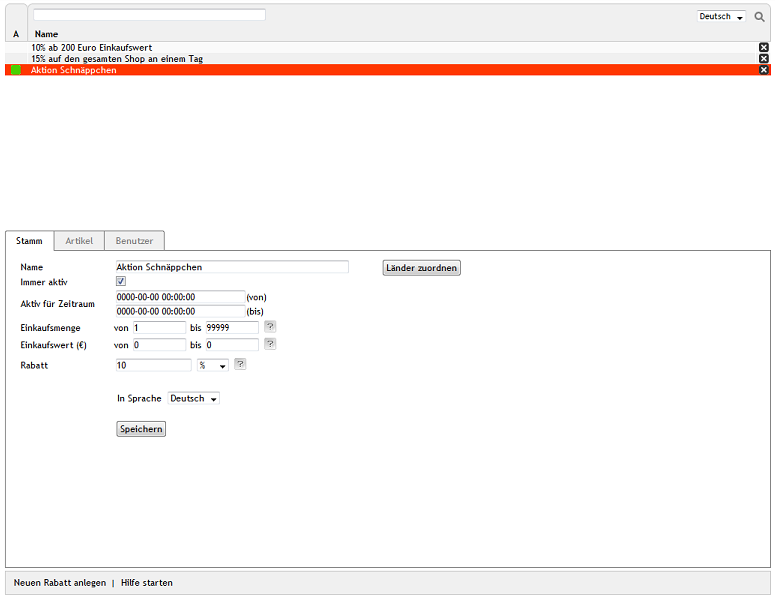 Deutsch
A Name
10% ab 200 Euro Einkaufswert
15% auf den gesamten Shop an einem Tag
Aktion Schnäppchen
Stamm Artikel Benutzer
Name Aktion Schnäppchen Länder zuordnen
Immer aktiv
Aktiv für Zeitraum 0000-00-00 00:00:00 (von)
0000-00-00 00:00:00 (bis)
Einkaufsmenge von 1 bis 99999 ?
Einkaufswert (€) von 0 bis 0 ?
Rabatt 10 % ?
In Sprache Deutsch
Speichern
Neuen Rabatt anlegen | Hilfe starten